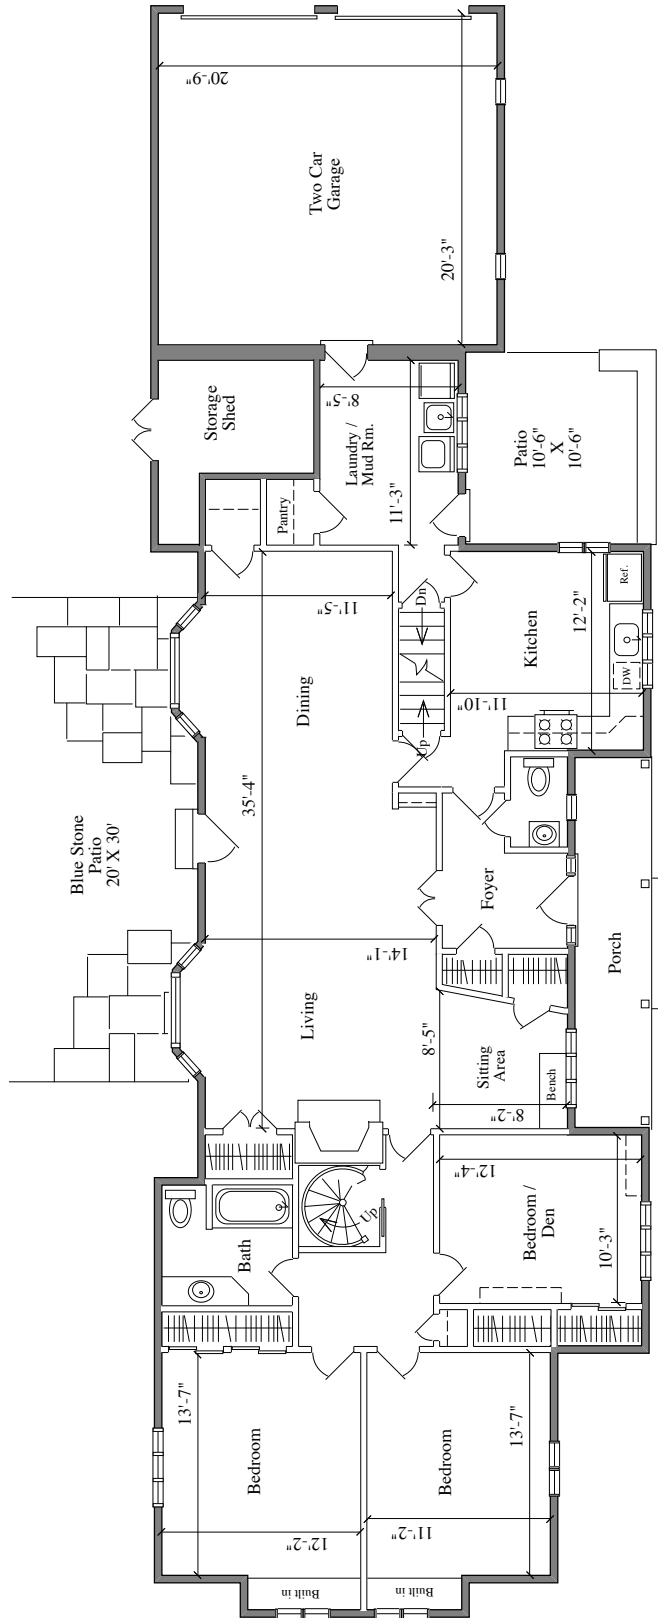 20'-9"
Two Car
Garage
20'-3"
Storage
Shed
8'-5"
Laundry /
Mud Rm.
11'-3"
Pantry
Patio
10'-6"
X
10'-6"
11'-5"
Dn
Ref.
12'-2"
Kitchen
DW
11'-10"
Up
Dining
35'-4"
Blue Stone
Patio
20' X 30'
Foyer
Porch
14'-1"
Living
8'-5"
Sitting
Area
Bench
8'-2"
12'-4"
Up
Bath
Bedroom /
Den
10'-3"
13'-7"
Bedroom
12'-2"
Built in
13'-7"
Bedroom
11'-2"
Built in